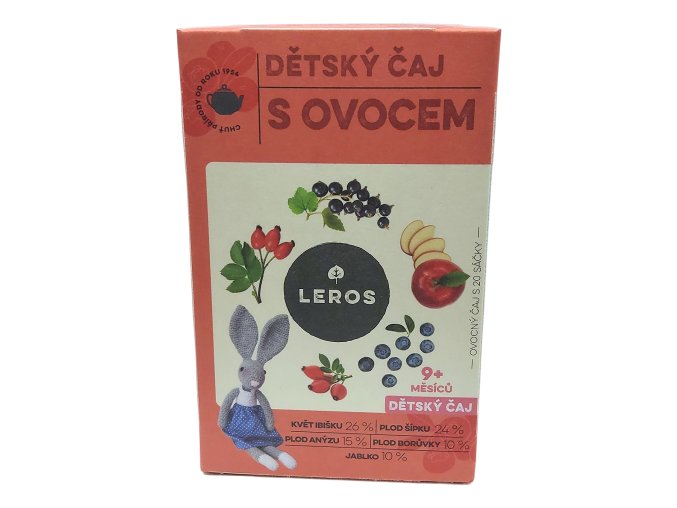 DĚTSKÝ ČAJ
S OVOCEM
CHUŤ PŘÍRODY OD ROKU 1954
LEROS
OVOCNÝ ČAJ S 20 SÁČKY
9+
MĚSÍCŮ
DĚTSKÝ ČAJ
KVĚT IBIŠKU 26 % PLOD ŠÍPKU 24 %
PLOD ANÝZU 15 % PLOD BORŮVKY 10 %
JABLKO 10 %